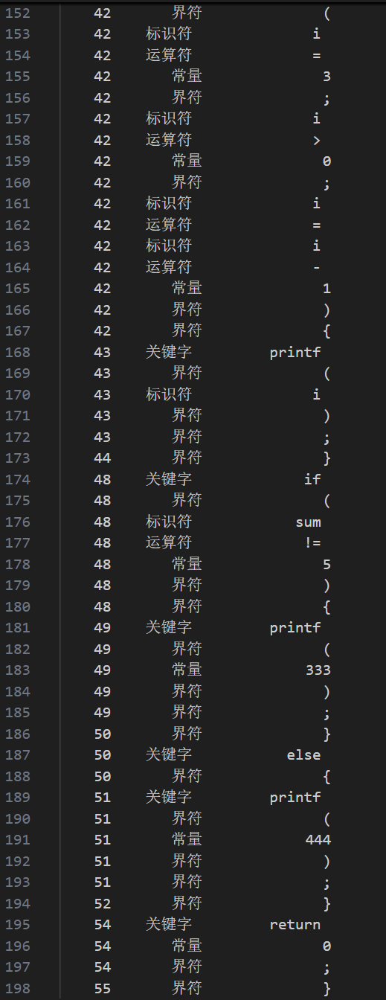 152 42 界符 (
153 42 标识符 i
154 42 运算符 =
155 42 常量 3
156 42 界符 ;
157 42 标识符 i
158 42 运算符 >
159 42 常量 0
160 42 界符 ;
161 42 标识符 i
162 42 运算符 =
163 42 标识符 i
164 42 运算符 -
165 42 常量 1
166 42 界符 )
167 42 界符 {
168 43 关键字 printf
169 43 界符 (
170 43 标识符 i
171 43 界符 )
172 43 界符 ;
173 44 界符 }
174 48 关键字 if
175 48 界符 (
176 48 标识符 sum
177 48 运算符 !=
178 48 常量 5
179 48 界符 )
180 48 界符 {
181 49 关键字 printf
182 49 界符 (
183 49 常量 333
184 49 界符 )
185 49 界符 ;
186 50 界符 }
187 50 关键字 else
188 50 界符 {
189 51 关键字 printf
190 51 界符 (
191 51 常量 444
192 51 界符 )
193 51 界符 ;
194 52 界符 }
195 54 关键字 return
196 54 常量 0
197 54 界符 ;
198 55 界符 }